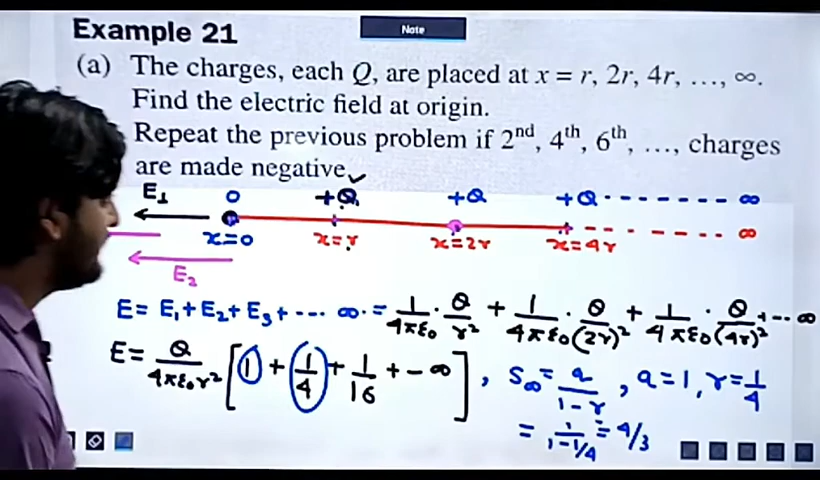 Note
Example 21
(a) The charges, each Q, are placed at x = r, 2r, 4r, ..., ∞.
Find the electric field at origin.
Repeat the previous problem if 2nd, 4th, 6th, ..., charges
are made negative.
E₁ 0 +Q +Q +Q ------- ∞
x=0 x=r x=2r x=4r ------- ∞
E₂
E = E₁ + E₂ + E₃ + ---- ∞ = 1/4πε₀ · Q/r² + 1/4πε₀ · Q/(2r)² + 1/4πε₀ · Q/(4r)² + -- ∞
E = Q/4πε₀r² [1 + 1/4 + 1/16 + -- ∞], S∞ = a/1-r, a=1, r=1/4
= 1/1-1/4 = 4/3